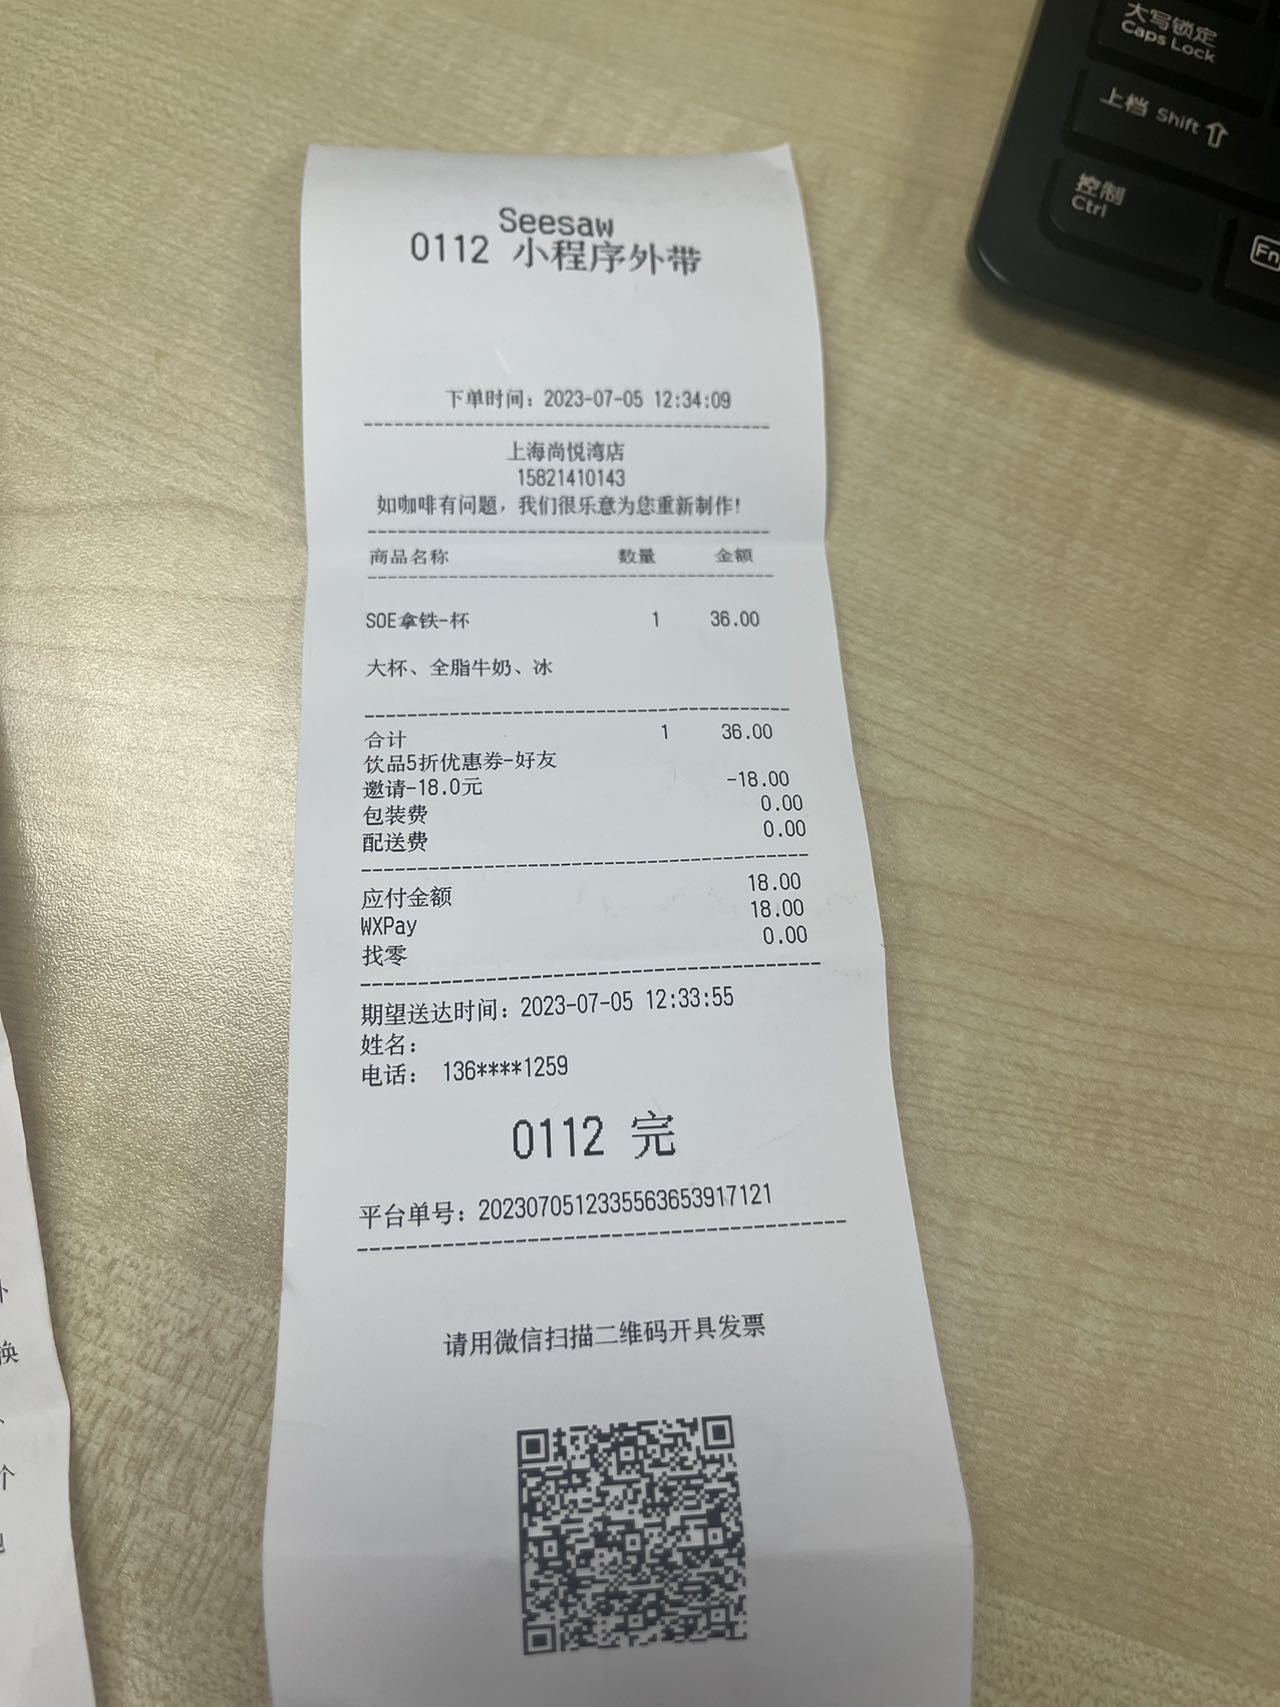 大写锁定
Caps Lock
上档 Shift
控制
Ctrl
Fn
Seesaw
0112 小程序外带
下单时间：2023-07-05 12:34:09
上海尚悦湾店
15821410143
如咖啡有问题，我们很乐意为您重新制作！
商品名称 数量 金额
SOE拿铁-杯 1 36.00
大杯、全脂牛奶、冰
合计 1 36.00
饮品5折优惠券-好友
邀请-18.0元 -18.00
包装费 0.00
配送费 0.00
应付金额 18.00
WXPay 18.00
找零 0.00
期望送达时间：2023-07-05 12:33:55
姓名：
电话： 136****1259
0112 完
平台单号：2023070512335563653917121
请用微信扫描二维码开具发票
换
、
个